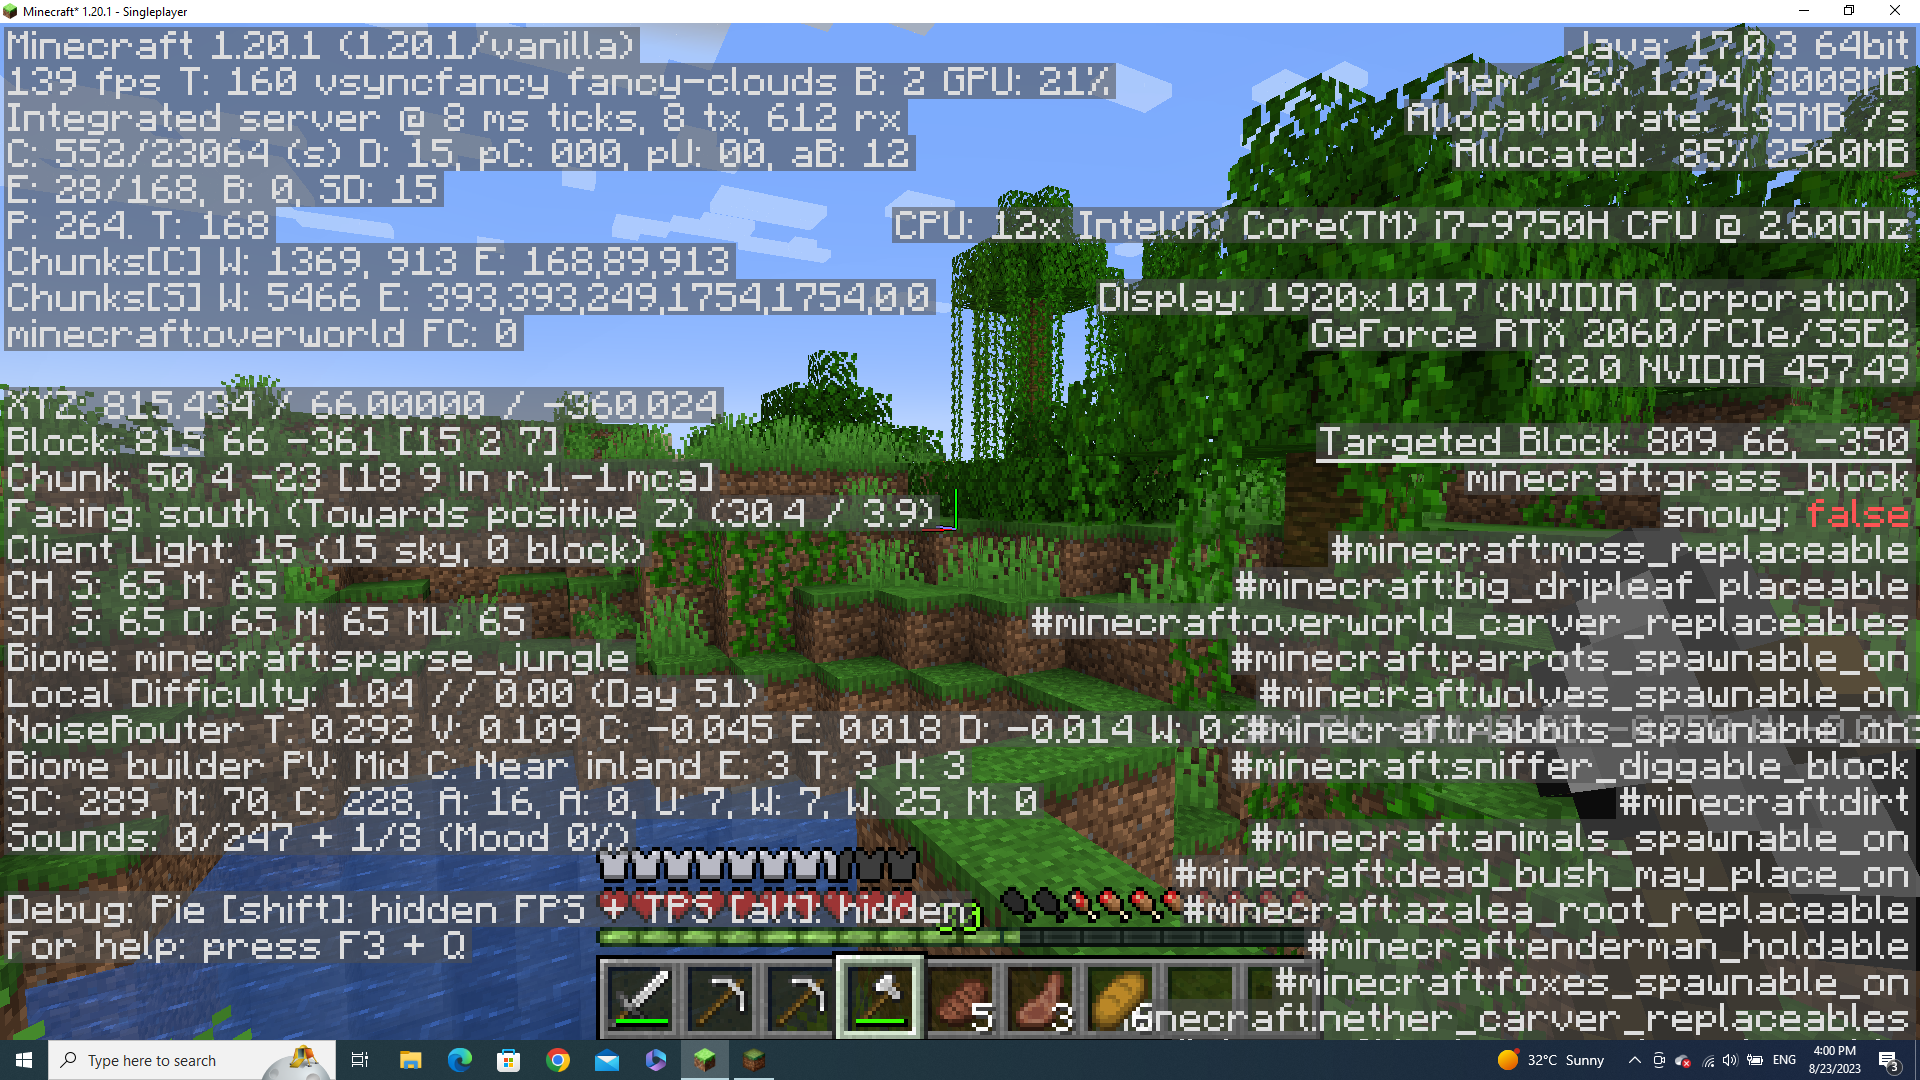 Minecraft* 1.20.1 - Singleplayer
Minecraft 1.20.1 (1.20.1/vanilla)
139 fps T: 160 vsyncfancy fancy-clouds B: 2 GPU: 21%
Integrated server @ 8 ms ticks, 8 tx, 612 rx
C: 552/23064 (s) D: 15, pC: 000, pU: 00, aB: 12
E: 28/168, B: 0, SD: 15
P: 264. T: 168
Chunks[C] W: 1369, 913 E: 168,89,913
Chunks[S] W: 5466 E: 393,393,249,1754,1754,0,0
minecraft:overworld FC: 0
XYZ: 815.434 / 66.00000 / -360.024
Block: 815 66 -361 [15 2 7]
Chunk: 50 4 -23 [18 9 in r.1.-1.mca]
Facing: south (Towards positive Z) (30.4 / 3.9)
Client Light: 15 (15 sky, 0 block)
CH S: 65 M: 65
SH S: 65 O: 65 M: 65 ML: 65
Biome: minecraft:sparse_jungle
Local Difficulty: 1.04 // 0.00 (Day 51)
NoiseRouter T: 0.292 V: 0.109 C: -0.045 E: 0.018 D: -0.014 W:
Biome builder PV: Mid C: Near inland E: 3 T: 3 H: 3
SC: 289, M: 70, C: 228, A: 16, A: 0, U: 7, W: 7, W: 25, M: 0
Sounds: 0/247 + 1/8 (Mood 0%)
Debug: Pie [shift]: hidden FPS + TPS [alt]: hidden
For help: press F3 + Q
Java: 17.0.3 64bit
Mem: 46% 1394/3008MB
Allocation rate: 135MB /s
Allocated: 85% 2560MB
CPU: 12x Intel(R) Core(TM) i7-9750H CPU @ 2.60GHz
Display: 1920x1017 (NVIDIA Corporation)
GeForce RTX 2060/PCIe/SSE2
3.2.0 NVIDIA 457.49
Targeted Block: 809, 66, -350
minecraft:grass_block
snowy: false
#minecraft:moss_replaceable
#minecraft:big_dripleaf_placeable
#minecraft:overworld_carver_replaceables
#minecraft:parrots_spawnable_on
#minecraft:wolves_spawnable_on
#minecraft:rabbits_spawnable_on
#minecraft:sniffer_diggable_block
#minecraft:dirt
#minecraft:animals_spawnable_on
#minecraft:dead_bush_may_place_on
#minecraft:azalea_root_replaceable
#minecraft:enderman_holdable
#minecraft:foxes_spawnable_on
#minecraft:nether_carver_replaceables
5
3
6
Type here to search
32°C Sunny
ENG
4:00 PM
8/23/2023
3